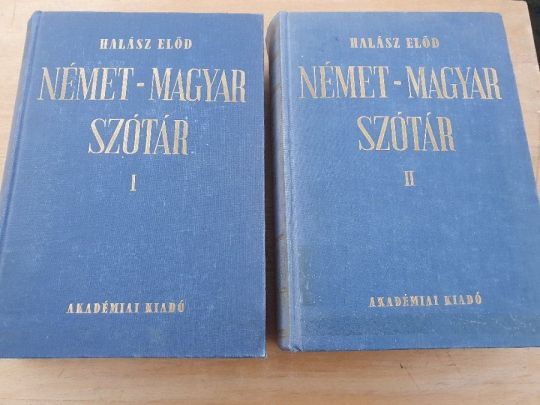 HALÁSZ ELŐD
NÉMET - MAGYAR
SZÓTÁR
I
AKADÉMIAI KIADÓ
HALÁSZ ELŐD
NÉMET - MAGYAR
SZÓTÁR
II
AKADÉMIAI KIADÓ